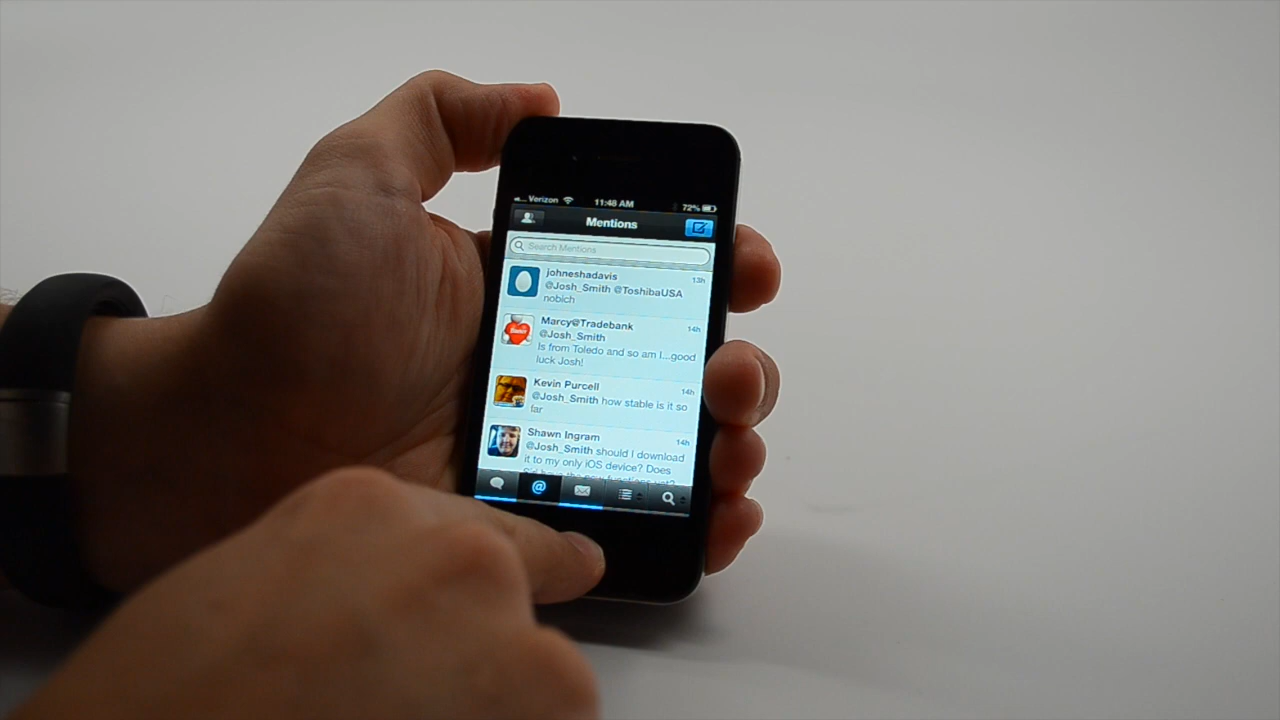 Verizon 11:48 AM 72%
Mentions
Search Mentions
johneshadavis 13h
@Josh_Smith @ToshibaUSA
nobich
Marcy@Tradebank 14h
@Josh_Smith
Is from Toledo and so am I...good
luck Josh!
Kevin Purcell 14h
@Josh_Smith how stable is it so
far
Shawn Ingram 14h
@Josh_Smith should I download
it to my only iOS device? Does
@